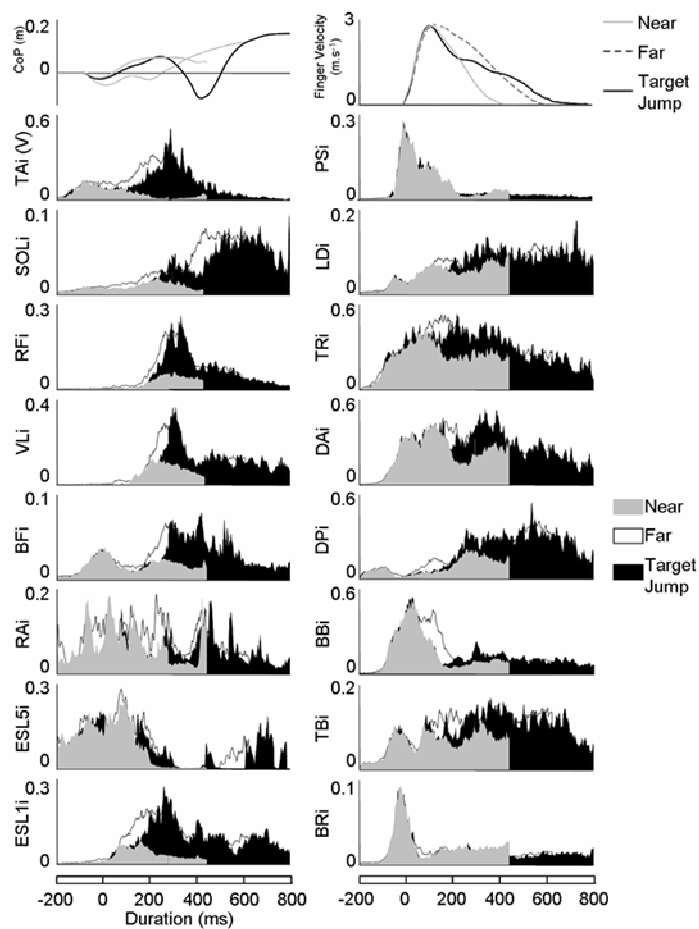 0.2
CoP (m)
0
3
Finger Velocity
(m.s⁻¹)
0
Near
Far
Target
Jump
0.6
TAi (V)
0
0.3
PSi
0
0.1
SOLi
0
0.2
LDi
0
0.3
RFi
0
0.6
TRi
0
0.4
VLi
0
0.6
DAi
0
0.1
BFi
0
0.6
DPi
0
Near
Far
Target
Jump
0.2
RAi
0
0.6
BBi
0
0.3
ESL5i
0
0.2
TBi
0
0.3
ESL1i
0
0.1
BRi
0
-200 0 200 400 600 800
Duration (ms)
-200 0 200 400 600 800